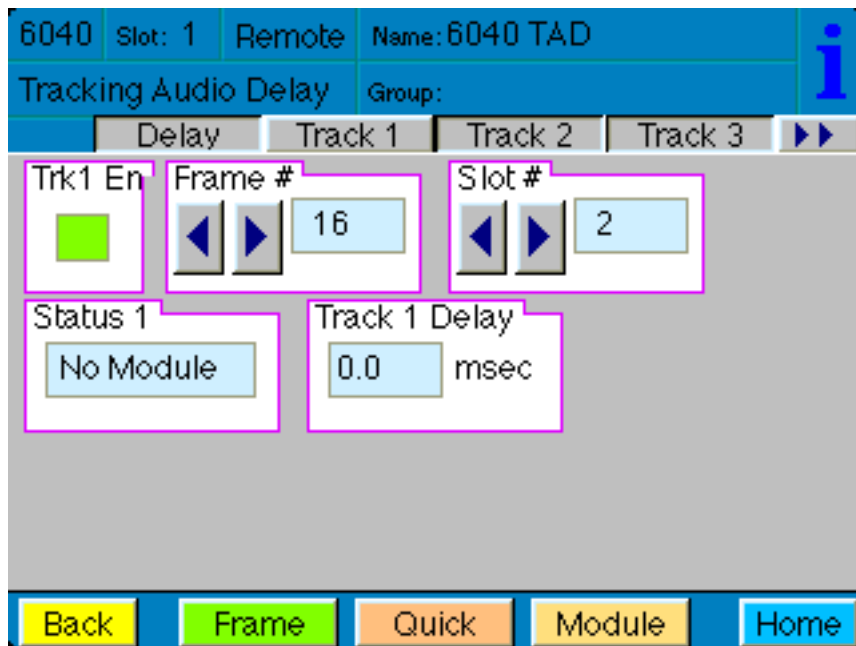 6040 Slot: 1 Remote Name: 6040 TAD
i
Tracking Audio Delay Group:
Delay Track 1 Track 2 Track 3
Trk1 En Frame # Slot #
16 2
Status 1 Track 1 Delay
No Module 0.0 msec
Back Frame Quick Module Home